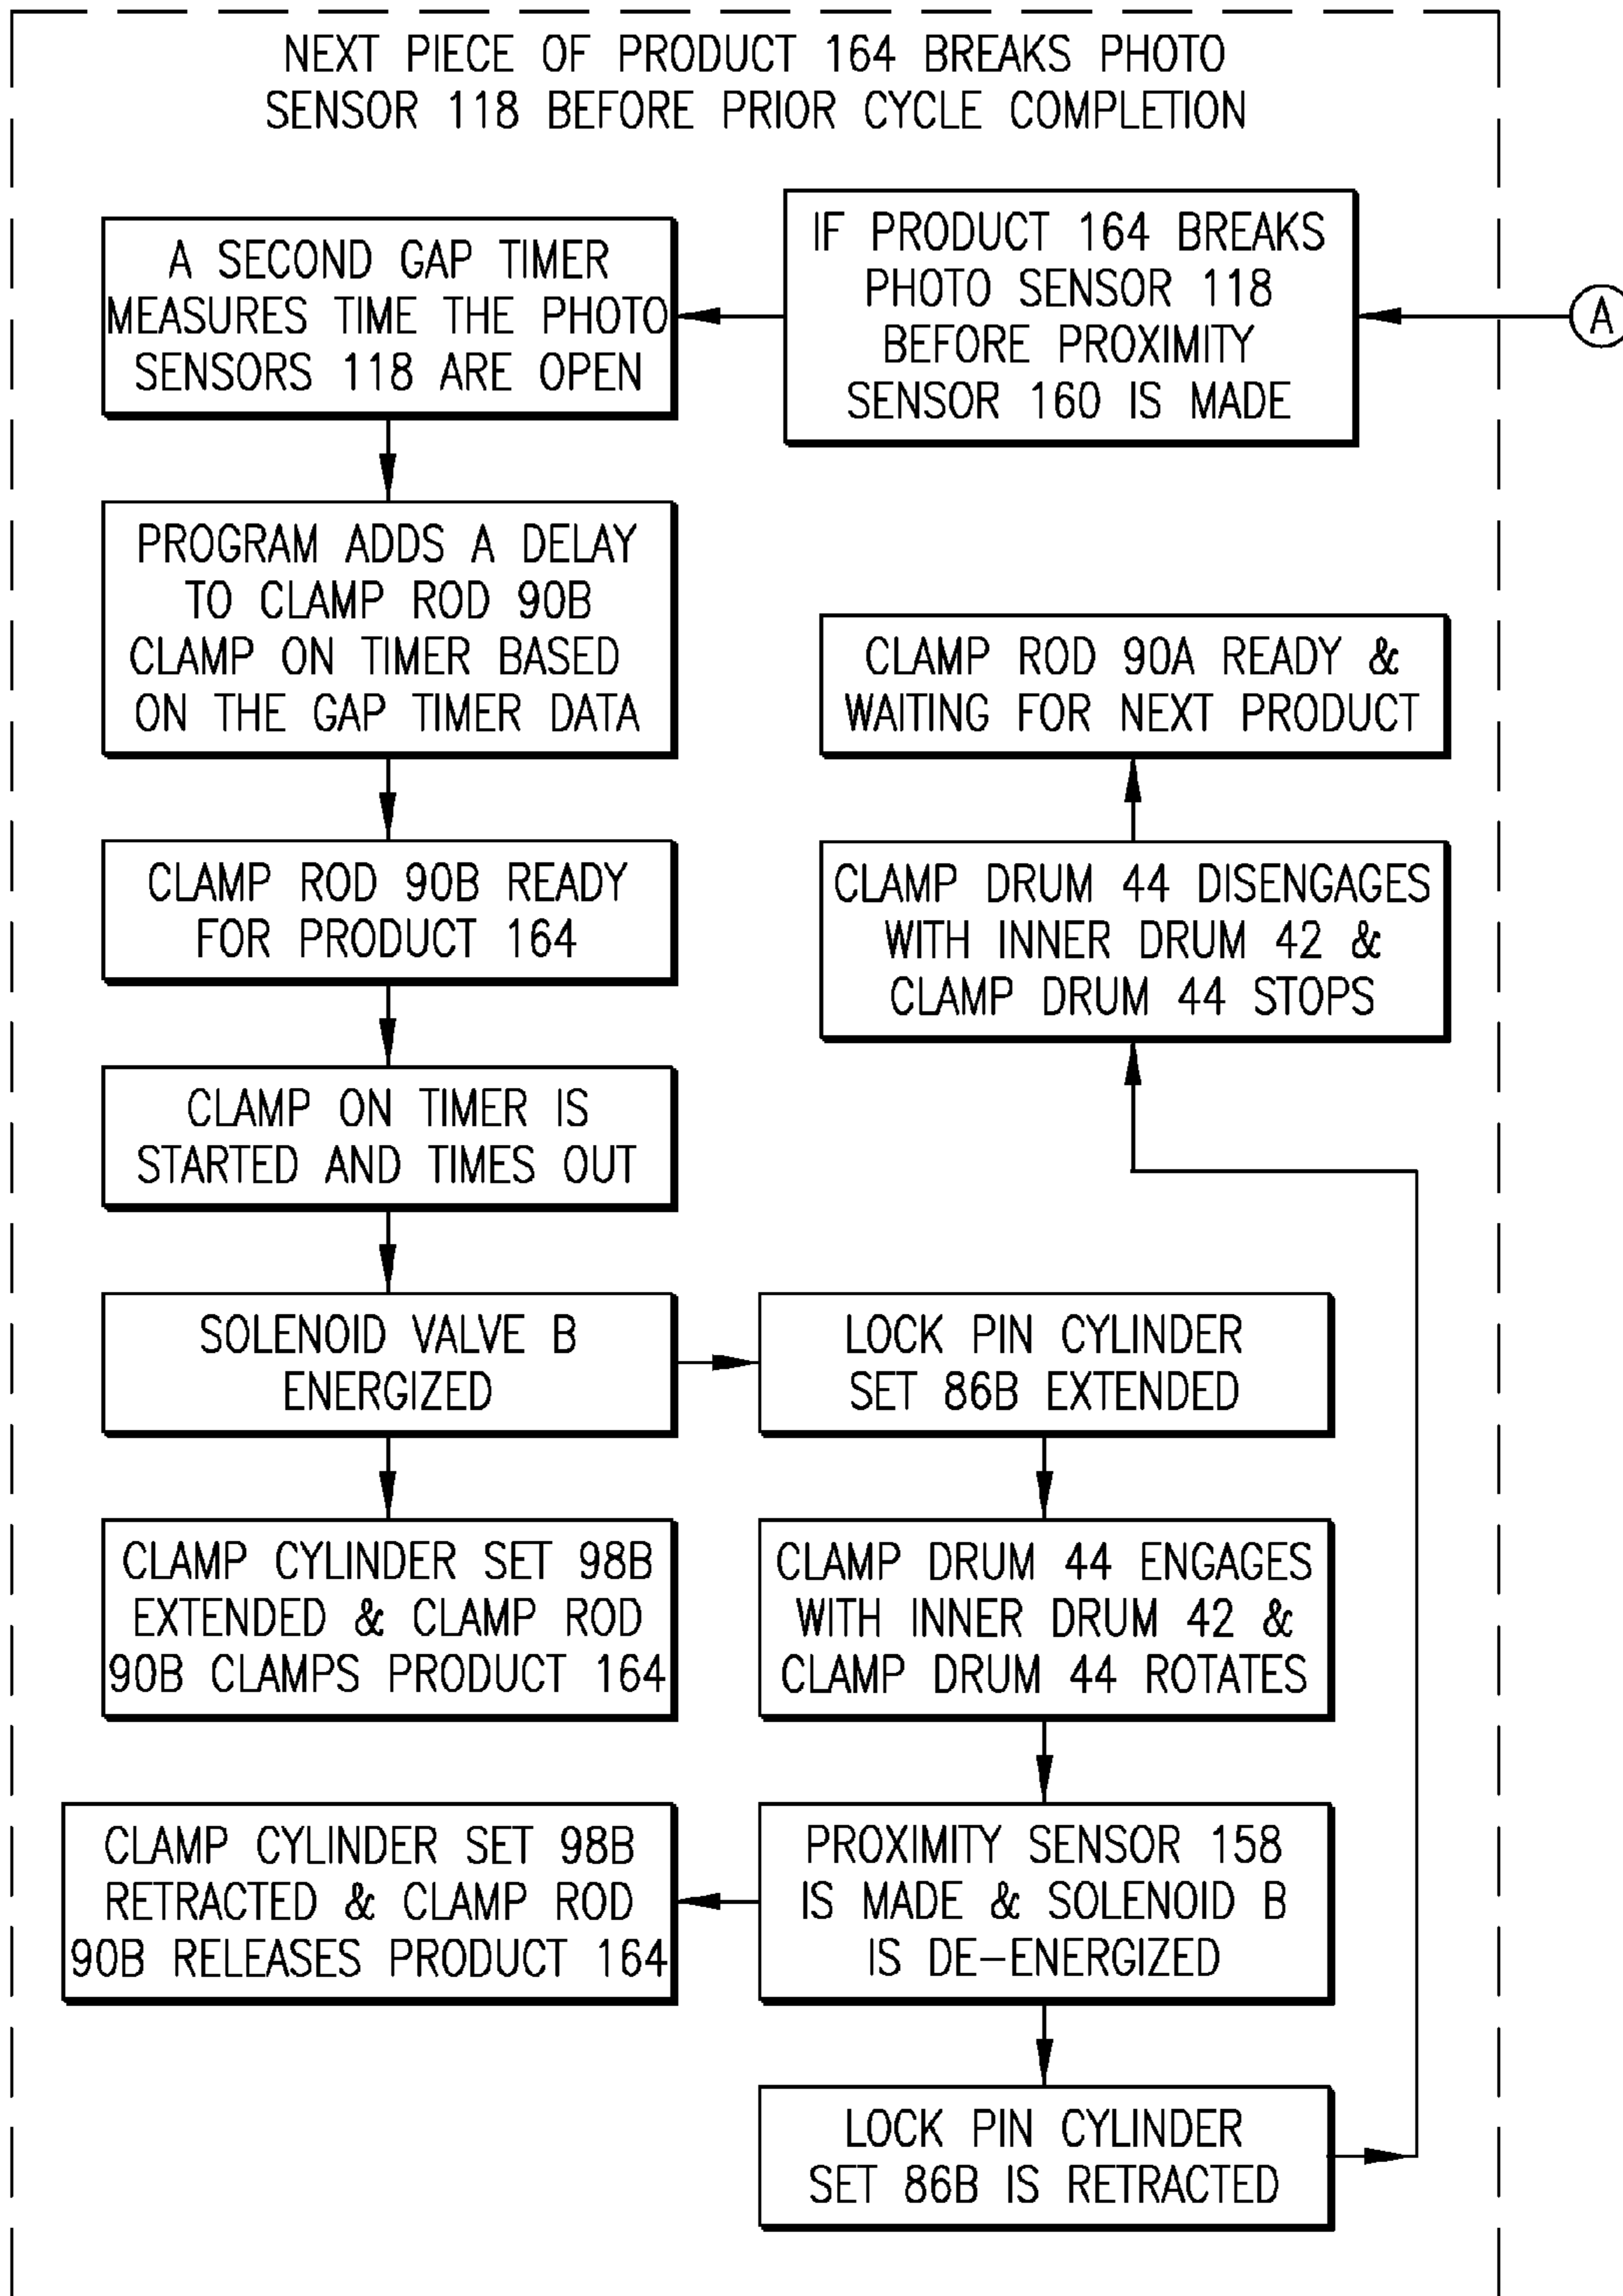 NEXT PIECE OF PRODUCT 164 BREAKS PHOTO
SENSOR 118 BEFORE PRIOR CYCLE COMPLETION
A
IF PRODUCT 164 BREAKS
PHOTO SENSOR 118
BEFORE PROXIMITY
SENSOR 160 IS MADE
A SECOND GAP TIMER
MEASURES TIME THE PHOTO
SENSORS 118 ARE OPEN
PROGRAM ADDS A DELAY
TO CLAMP ROD 90B
CLAMP ON TIMER BASED
ON THE GAP TIMER DATA
CLAMP ROD 90B READY
FOR PRODUCT 164
CLAMP ON TIMER IS
STARTED AND TIMES OUT
SOLENOID VALVE B
ENERGIZED
CLAMP CYLINDER SET 98B
EXTENDED & CLAMP ROD
90B CLAMPS PRODUCT 164
LOCK PIN CYLINDER
SET 86B EXTENDED
CLAMP DRUM 44 ENGAGES
WITH INNER DRUM 42 &
CLAMP DRUM 44 ROTATES
PROXIMITY SENSOR 158
IS MADE & SOLENOID B
IS DE-ENERGIZED
CLAMP CYLINDER SET 98B
RETRACTED & CLAMP ROD
90B RELEASES PRODUCT 164
LOCK PIN CYLINDER
SET 86B IS RETRACTED
CLAMP DRUM 44 DISENGAGES
WITH INNER DRUM 42 &
CLAMP DRUM 44 STOPS
CLAMP ROD 90A READY &
WAITING FOR NEXT PRODUCT